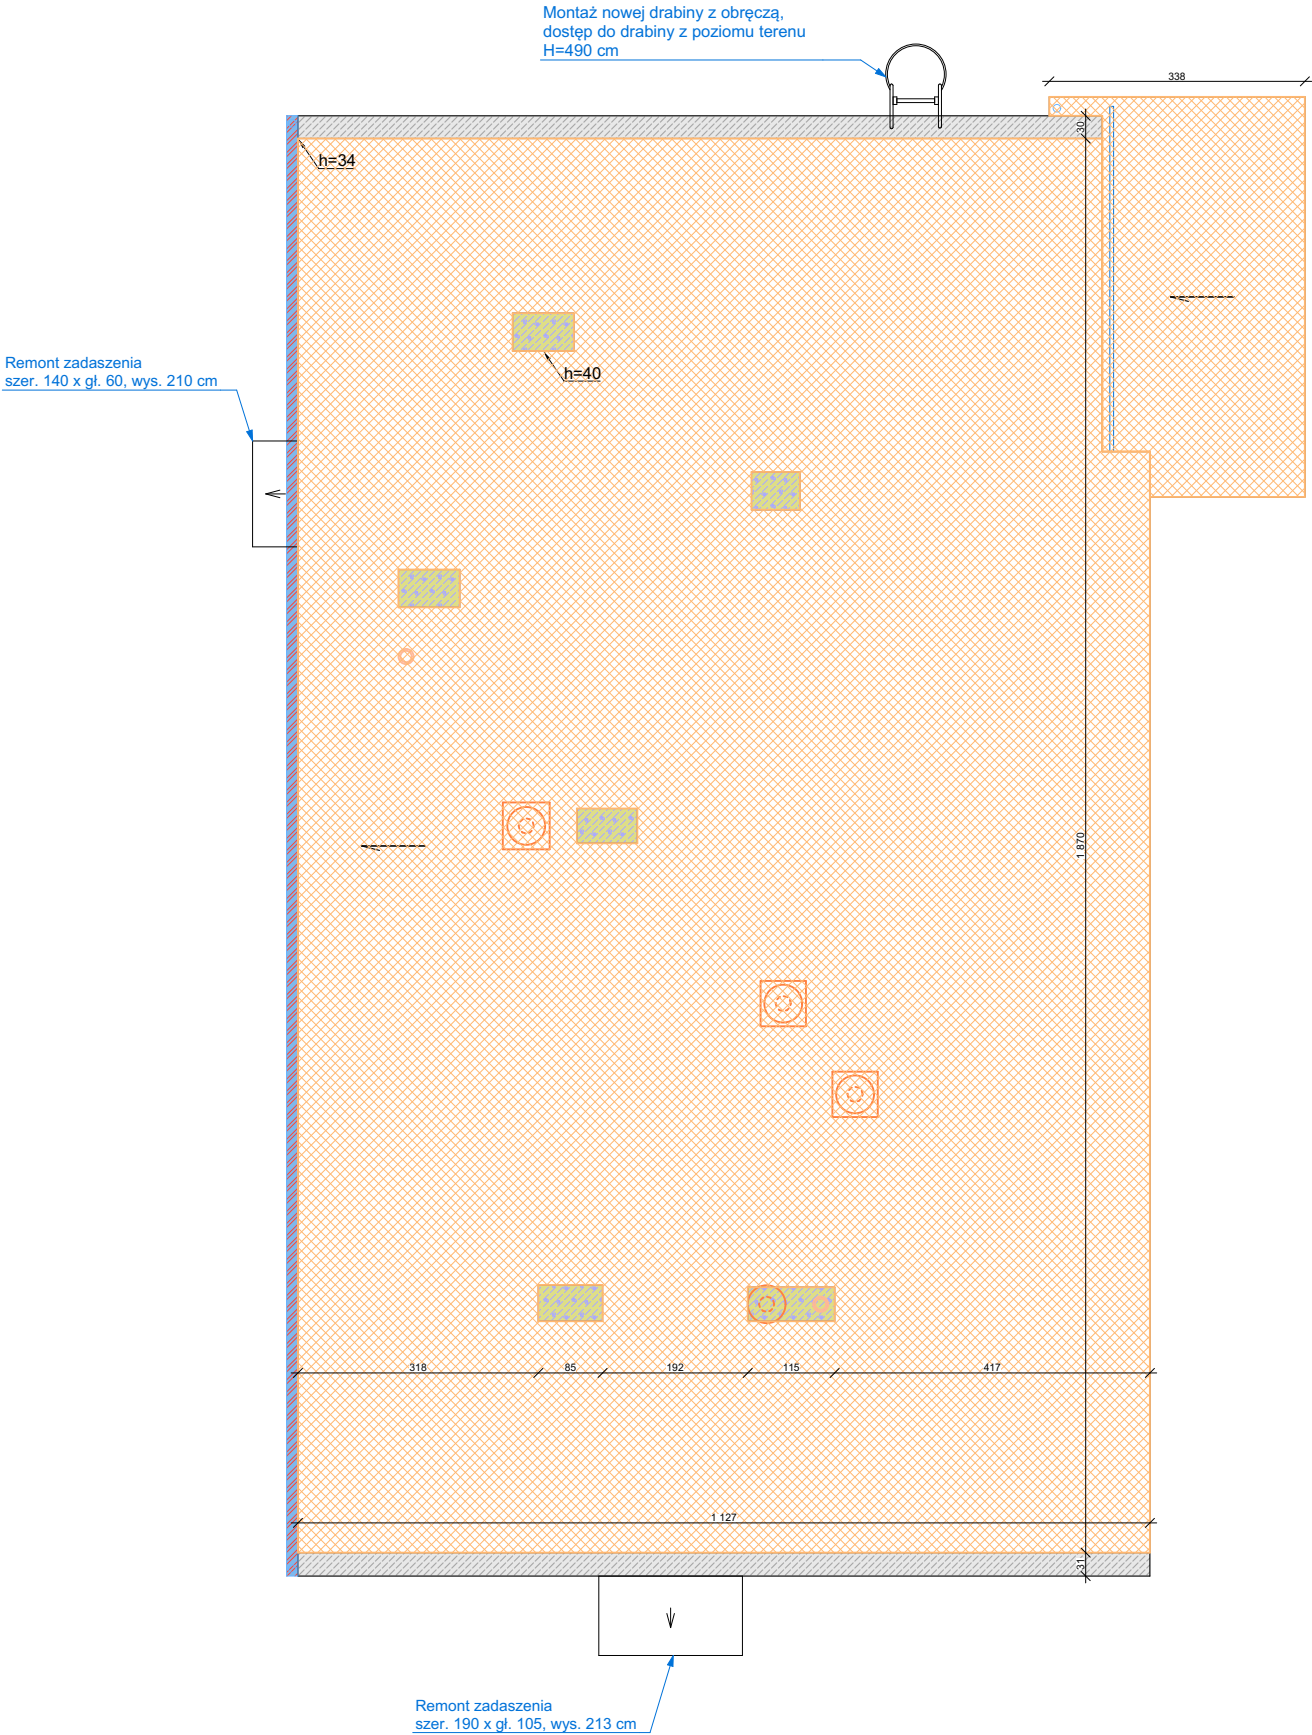 Montaż nowej drabiny z obręczą,
dostęp do drabiny z poziomu terenu
H=490 cm
338
30
h=34
Remont zadaszenia
szer. 140 x gł. 60, wys. 210 cm
h=40
1 870
318
85
192
115
417
1 127
31
Remont zadaszenia
szer. 190 x gł. 105, wys. 213 cm